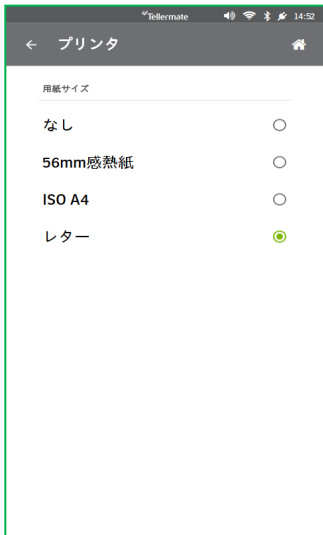 Tellermate 14:52
プリンタ
用紙サイズ
なし
56mm感熱紙
ISO A4
レター